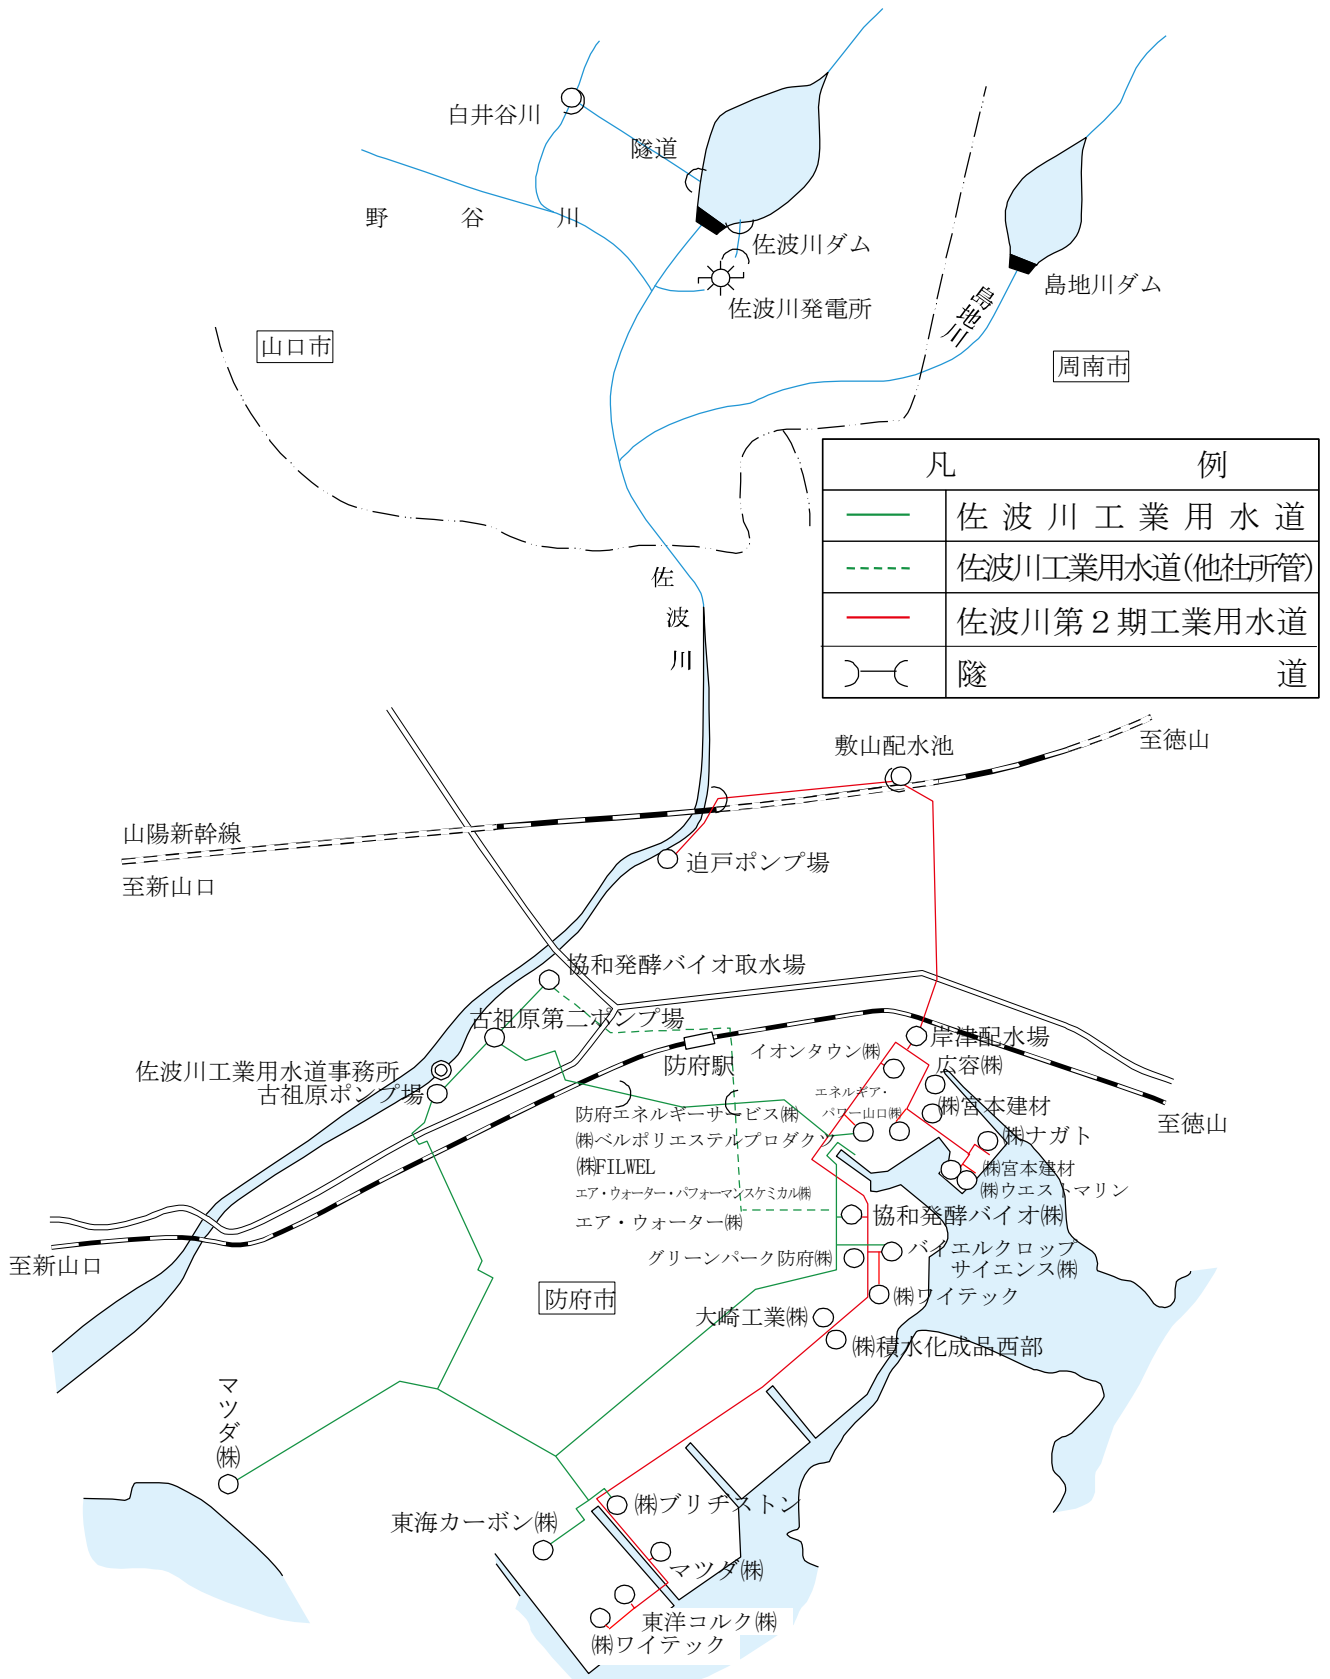 白井谷川
隧道
野谷川
佐波川ダム
佐波川発電所
島地川ダム
島地川
山口市
周南市
凡例
佐波川工業用水道
佐波川工業用水道(他社所管)
佐波川第2期工業用水道
隧道
佐波川
敷山配水池
至徳山
山陽新幹線
至新山口
迫戸ポンプ場
協和発酵バイオ取水場
古祖原第二ポンプ場
防府駅
イオンタウン㈱
岸津配水場
広容㈱
佐波川工業用水道事務所
古祖原ポンプ場
エネルギア・
パワー山口㈱
㈱宮本建材
防府エネルギーサービス㈱
㈱ベルポリエステルプロダクツ
㈱FILWEL
エア・ウォーター・パフォーマンスケミカル㈱
エア・ウォーター㈱
㈱ナガト
至徳山
㈱宮本建材
㈱ウエストマリン
協和発酵バイオ㈱
グリーンパーク防府㈱
バイエルクロップ
サイエンス㈱
至新山口
防府市
㈱ワイテック
大崎工業㈱
㈱積水化成品西部
マツダ㈱
㈱ブリヂストン
東海カーボン㈱
マツダ㈱
東洋コルク㈱
㈱ワイテック